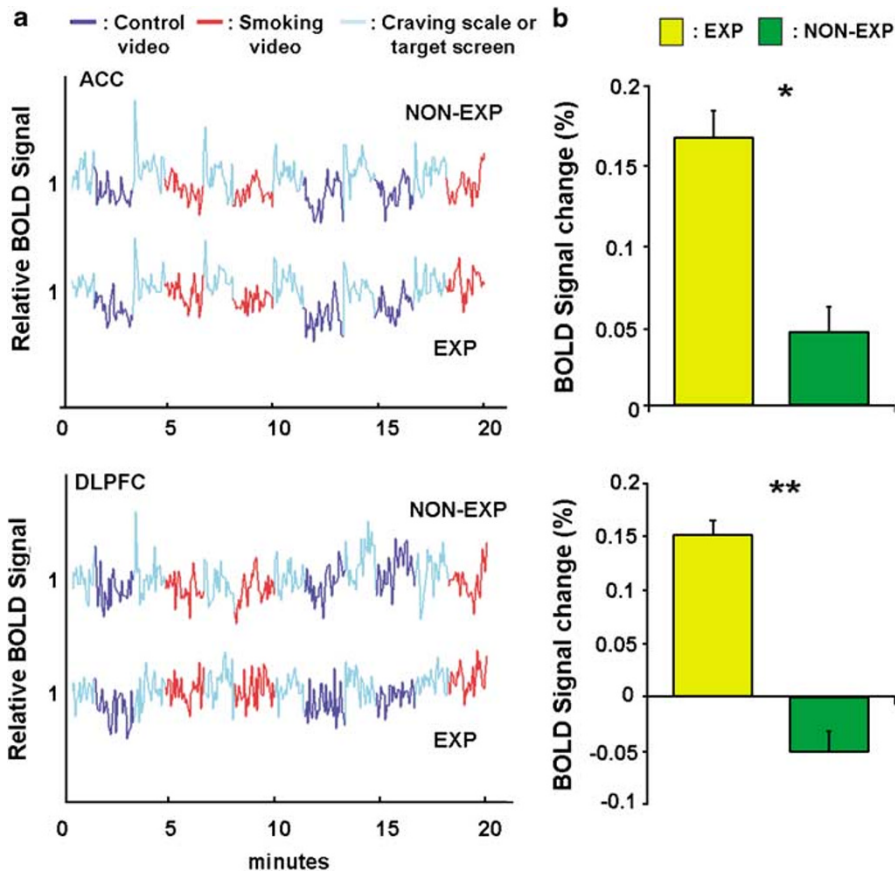 a
: Control video
: Smoking video
: Craving scale or target screen
ACC
NON-EXP
Relative BOLD Signal
1
1
EXP
0 5 10 15 20
DLPFC
NON-EXP
Relative BOLD Signal
1
1
EXP
0 5 10 15 20
minutes
b
: EXP
: NON-EXP
BOLD Signal change (%)
0.2
*
0.15
0.1
0.05
0
BOLD Signal change (%)
0.2
**
0.15
0.1
0.05
0
-0.05
-0.1